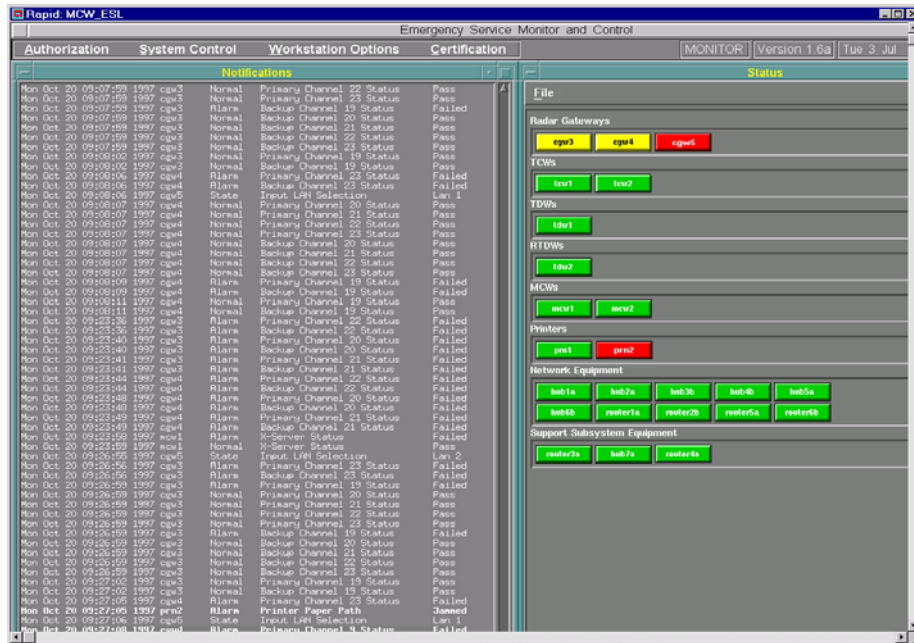 Rapid: MCW_ESL
Emergency Service Monitor and Control
Authorization System Control Workstation Options Certification MONITOR Version 1.6a Tue 3 Jul
Notifications
Mon Oct 20 09:07:59 1997 cgw3 Normal Primary Channel 22 Status Pass
Mon Oct 20 09:07:59 1997 cgw3 Normal Primary Channel 23 Status Pass
Mon Oct 20 09:07:59 1997 cgw3 Alarm Backup Channel 19 Status Failed
Mon Oct 20 09:07:59 1997 cgw3 Normal Backup Channel 20 Status Pass
Mon Oct 20 09:07:59 1997 cgw3 Normal Backup Channel 21 Status Pass
Mon Oct 20 09:07:59 1997 cgw3 Normal Backup Channel 22 Status Pass
Mon Oct 20 09:07:59 1997 cgw3 Normal Backup Channel 23 Status Pass
Mon Oct 20 09:08:02 1997 cgw3 Normal Primary Channel 19 Status Pass
Mon Oct 20 09:08:02 1997 cgw3 Normal Backup Channel 19 Status Pass
Mon Oct 20 09:08:06 1997 cgw4 Alarm Primary Channel 23 Status Failed
Mon Oct 20 09:08:06 1997 cgw4 Alarm Backup Channel 23 Status Failed
Mon Oct 20 09:08:06 1997 cgw5 State Input LAN Selection Lan 1
Mon Oct 20 09:08:07 1997 cgw4 Normal Primary Channel 20 Status Pass
Mon Oct 20 09:08:07 1997 cgw4 Normal Primary Channel 21 Status Pass
Mon Oct 20 09:08:07 1997 cgw4 Normal Primary Channel 22 Status Pass
Mon Oct 20 09:08:07 1997 cgw4 Normal Primary Channel 23 Status Pass
Mon Oct 20 09:08:07 1997 cgw4 Normal Backup Channel 20 Status Pass
Mon Oct 20 09:08:07 1997 cgw4 Normal Backup Channel 21 Status Pass
Mon Oct 20 09:08:07 1997 cgw4 Normal Backup Channel 22 Status Pass
Mon Oct 20 09:08:07 1997 cgw4 Normal Backup Channel 23 Status Pass
Mon Oct 20 09:08:09 1997 cgw4 Alarm Primary Channel 19 Status Failed
Mon Oct 20 09:08:09 1997 cgw4 Alarm Backup Channel 19 Status Failed
Mon Oct 20 09:08:11 1997 cgw4 Normal Primary Channel 19 Status Pass
Mon Oct 20 09:08:11 1997 cgw4 Normal Backup Channel 19 Status Pass
Mon Oct 20 09:23:36 1997 cgw3 Alarm Primary Channel 22 Status Failed
Mon Oct 20 09:23:36 1997 cgw3 Alarm Backup Channel 22 Status Failed
Mon Oct 20 09:23:40 1997 cgw3 Alarm Primary Channel 20 Status Failed
Mon Oct 20 09:23:40 1997 cgw3 Alarm Backup Channel 20 Status Failed
Mon Oct 20 09:23:41 1997 cgw3 Alarm Primary Channel 21 Status Failed
Mon Oct 20 09:23:41 1997 cgw3 Alarm Backup Channel 21 Status Failed
Mon Oct 20 09:23:44 1997 cgw4 Alarm Primary Channel 22 Status Failed
Mon Oct 20 09:23:44 1997 cgw4 Alarm Backup Channel 22 Status Failed
Mon Oct 20 09:23:48 1997 cgw4 Alarm Primary Channel 20 Status Failed
Mon Oct 20 09:23:48 1997 cgw4 Alarm Backup Channel 20 Status Failed
Mon Oct 20 09:23:49 1997 cgw4 Alarm Primary Channel 21 Status Failed
Mon Oct 20 09:23:49 1997 cgw4 Alarm Backup Channel 21 Status Failed
Mon Oct 20 09:23:58 1997 mcw1 Alarm X-Server Status Failed
Mon Oct 20 09:23:59 1997 mcw1 Normal X-Server Status Pass
Mon Oct 20 09:26:55 1997 cgw5 State Input LAN Selection Lan 2
Mon Oct 20 09:26:56 1997 cgw3 Alarm Primary Channel 23 Status Failed
Mon Oct 20 09:26:56 1997 cgw3 Alarm Backup Channel 23 Status Failed
Mon Oct 20 09:26:59 1997 cgw3 Alarm Primary Channel 19 Status Failed
Mon Oct 20 09:26:59 1997 cgw3 Normal Primary Channel 20 Status Pass
Mon Oct 20 09:26:59 1997 cgw3 Normal Primary Channel 21 Status Pass
Mon Oct 20 09:26:59 1997 cgw3 Normal Primary Channel 22 Status Pass
Mon Oct 20 09:26:59 1997 cgw3 Normal Primary Channel 23 Status Pass
Mon Oct 20 09:26:59 1997 cgw3 Alarm Backup Channel 19 Status Failed
Mon Oct 20 09:26:59 1997 cgw3 Normal Backup Channel 20 Status Pass
Mon Oct 20 09:26:59 1997 cgw3 Normal Backup Channel 21 Status Pass
Mon Oct 20 09:26:59 1997 cgw3 Normal Backup Channel 22 Status Pass
Mon Oct 20 09:26:59 1997 cgw3 Normal Backup Channel 23 Status Pass
Mon Oct 20 09:27:02 1997 cgw3 Normal Primary Channel 19 Status Pass
Mon Oct 20 09:27:02 1997 cgw3 Normal Backup Channel 19 Status Pass
Mon Oct 20 09:27:05 1997 cgw4 Alarm Primary Channel 23 Status Failed
Mon Oct 20 09:27:05 1997 prn2 Alarm Printer Paper Path Jammed
Mon Oct 20 09:27:06 1997 cgw5 State Input LAN Selection Lan 1
Mon Oct 20 09:27:08 1997 cgw4 Alarm Primary Channel 9 Status Failed
Status
File
Radar Gateways
cgw3 cgw4 cgw5
TCWs
tcw1 tcw2
TDWs
tdw1
RTDWs
tdw2
MCWs
mcw1 mcw2
Printers
prn1 prn2
Network Equipment
hub1a hub2a hub3b hub4b hub5a
hub6b router1a router2b router5a router6b
Support Subsystem Equipment
router3a hub7a router4a